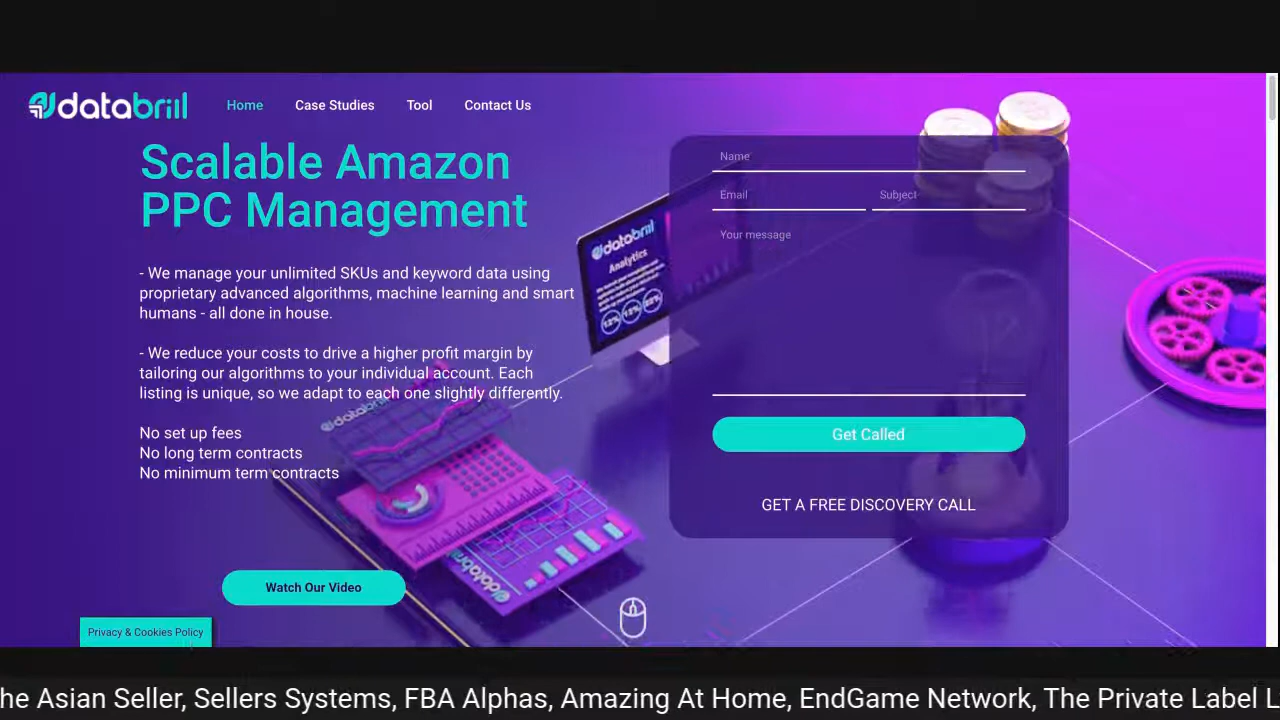 databrill
Home
Case Studies
Tool
Contact Us
Scalable Amazon
PPC Management
- We manage your unlimited SKUs and keyword data using
proprietary advanced algorithms, machine learning and smart
humans - all done in house.
- We reduce your costs to drive a higher profit margin by
tailoring our algorithms to your individual account. Each
listing is unique, so we adapt to each one slightly differently.
No set up fees
No long term contracts
No minimum term contracts
Watch Our Video
Privacy & Cookies Policy
databrill
Analytics
Name
Email
Subject
Your message
Get Called
GET A FREE DISCOVERY CALL
databrill
databrill
he Asian Seller, Sellers Systems, FBA Alphas, Amazing At Home, EndGame Network, The Private Label L